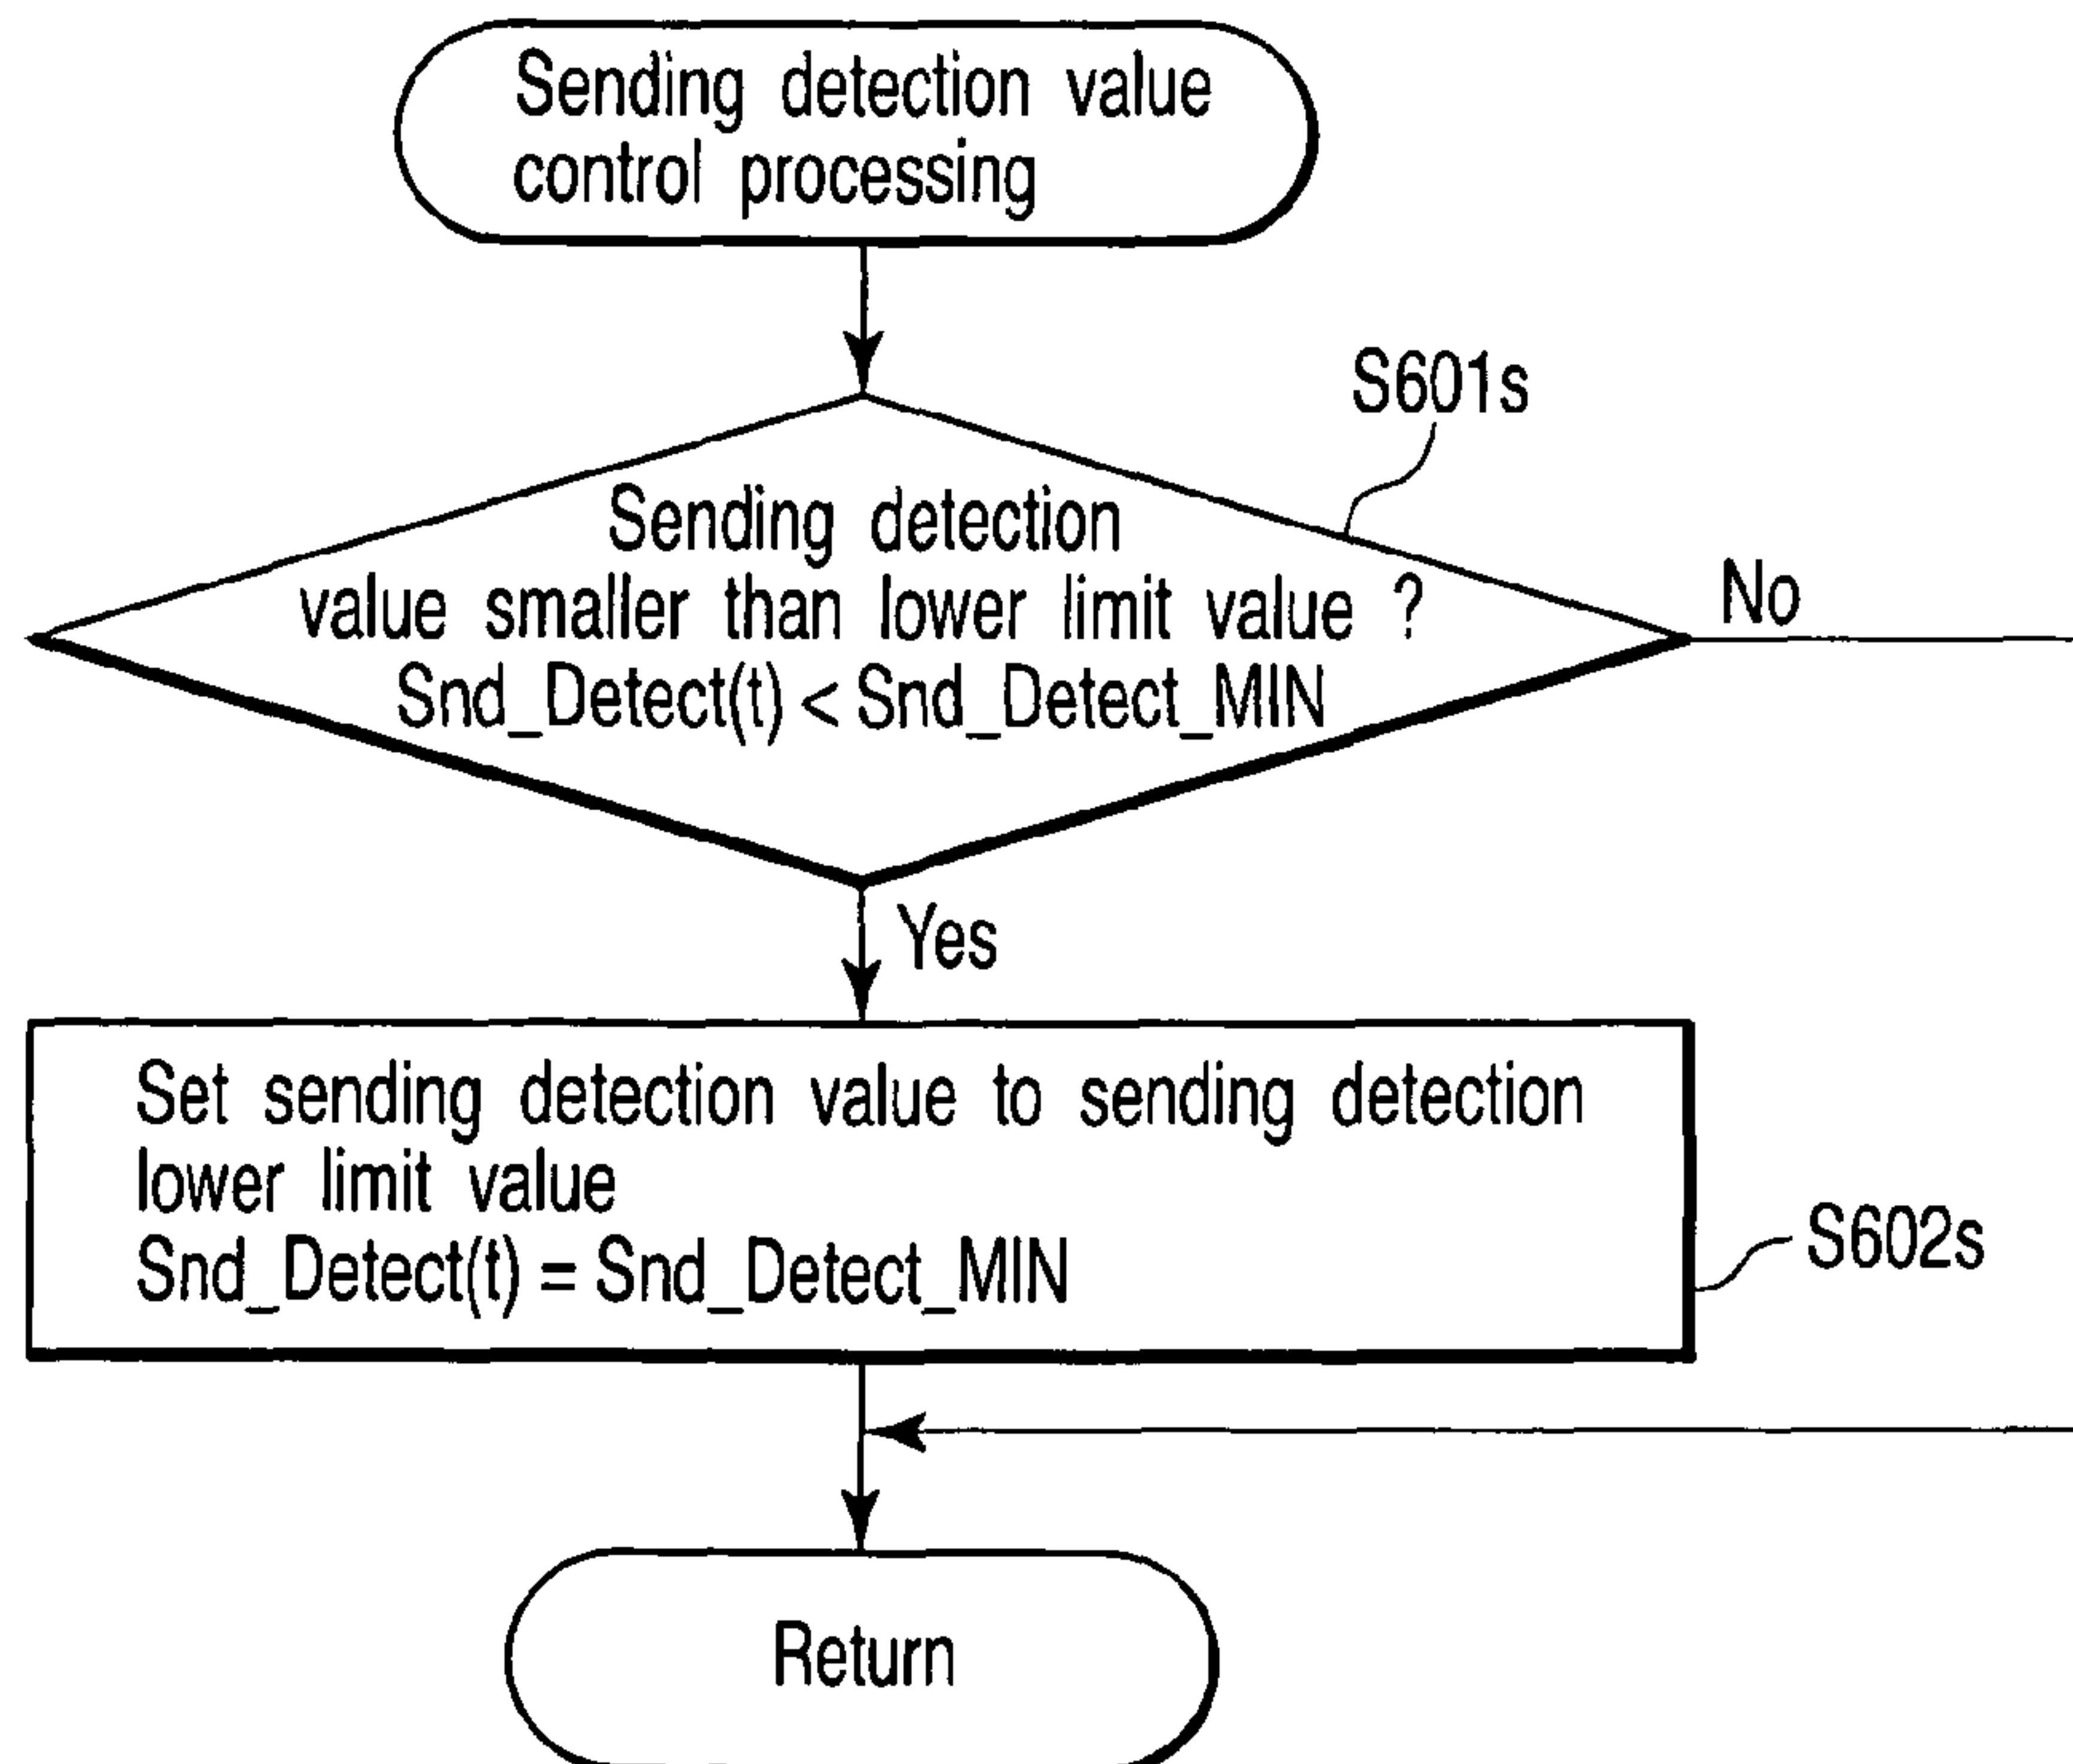 Sending detection value
control processing
S601s
Sending detection
value smaller than lower limit value ?
Snd_Detect(t) < Snd_Detect_MIN
No
Yes
Set sending detection value to sending detection
lower limit value
Snd_Detect(t) = Snd_Detect_MIN
S602s
Return